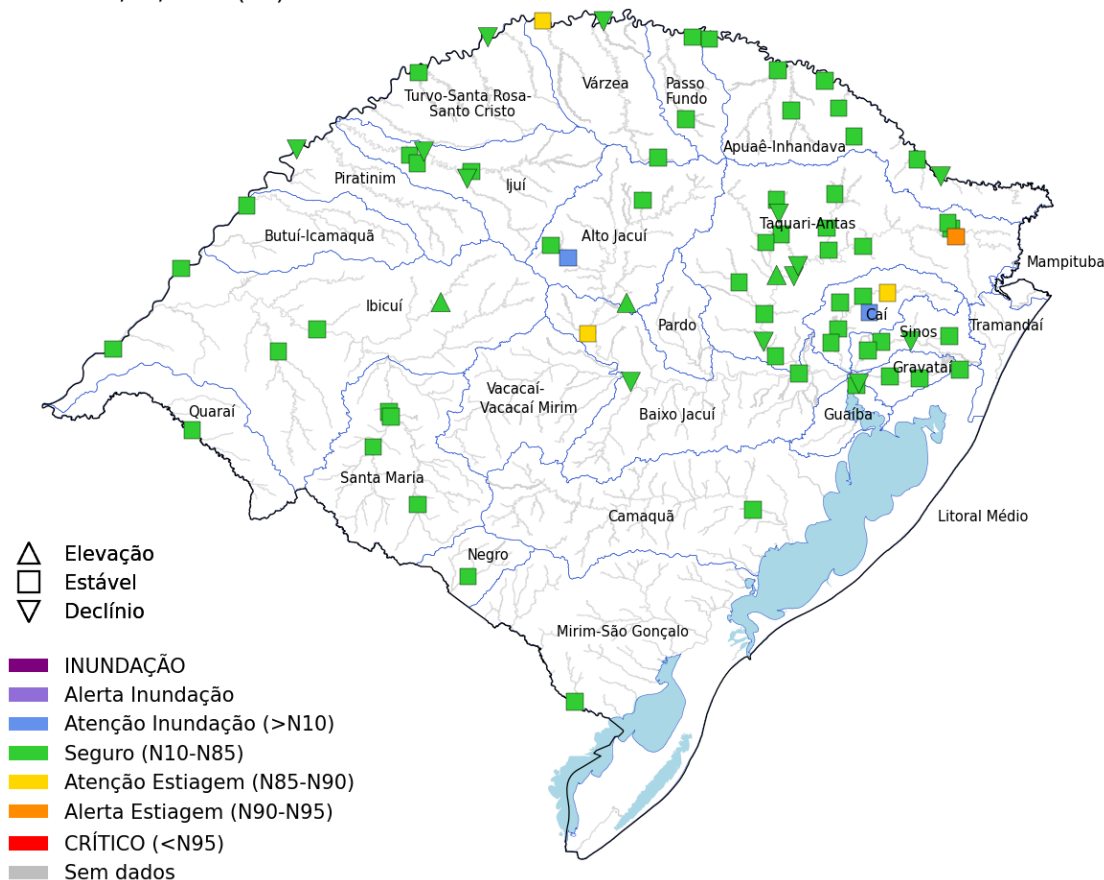 Várzea
Passo
Fundo
Turvo-Santa Rosa-
Santo Cristo
Apuaê-Inhandava
Piratinim
Ijuí
Butuí-Icamaquã
Alto Jacuí
Taquari-Antas
Mampituba
Ibicuí
Pardo
Caí
Sinos
Tramandaí
Gravataí
Quaraí
Vacacaí-
Vacacaí Mirim
Baixo Jacuí
Guaíba
Santa Maria
Camaquã
Litoral Médio
Negro
Mirim-São Gonçalo
Elevação
Estável
Declínio
INUNDAÇÃO
Alerta Inundação
Atenção Inundação (>N10)
Seguro (N10-N85)
Atenção Estiagem (N85-N90)
Alerta Estiagem (N90-N95)
CRÍTICO (<N95)
Sem dados